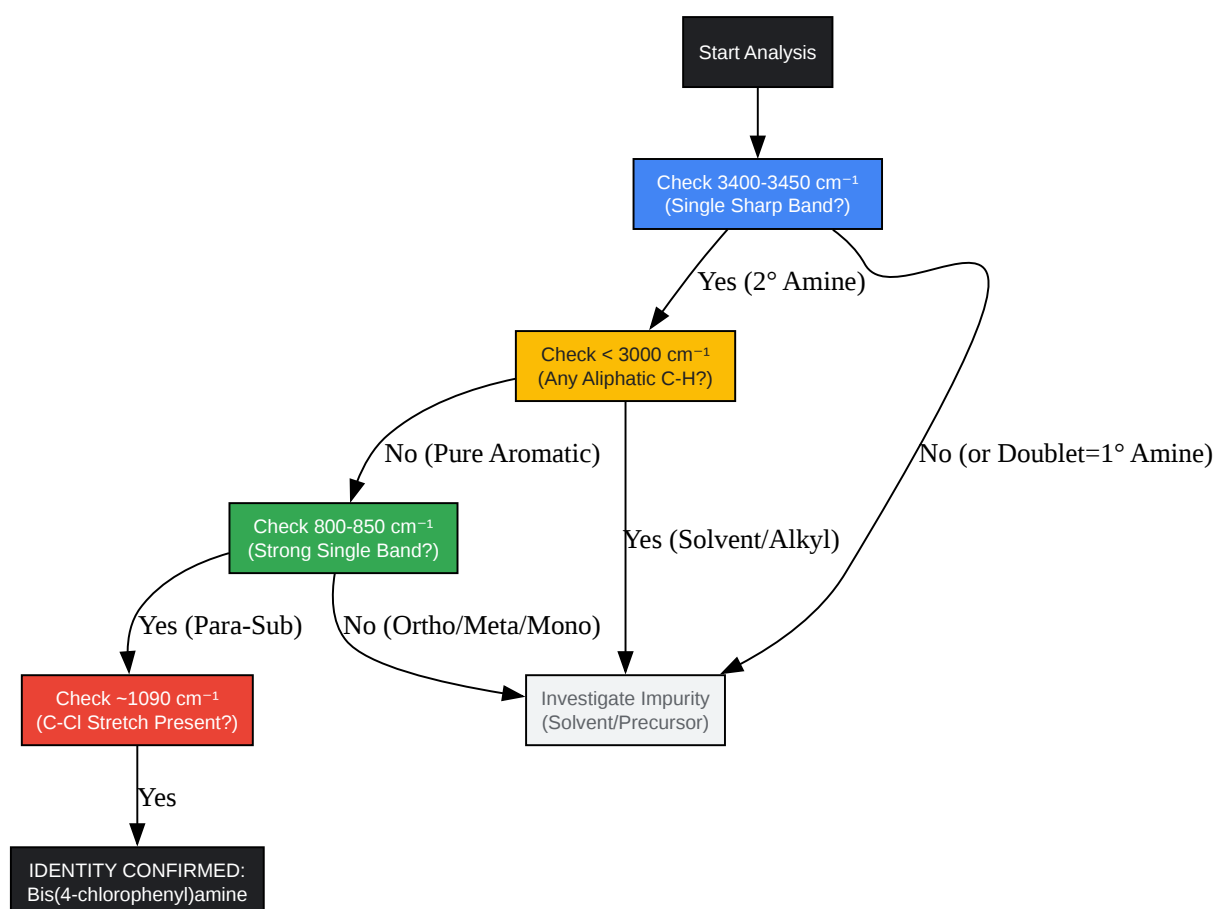 Start Analysis
Check 3400-3450 cm⁻¹
(Single Sharp Band?)
Yes (2° Amine)
Check < 3000 cm⁻¹
(Any Aliphatic C-H?)
No (Pure Aromatic)
No (or Doublet=1° Amine)
Check 800-850 cm⁻¹
(Strong Single Band?)
Yes (Solvent/Alkyl)
Yes (Para-Sub)
No (Ortho/Meta/Mono)
Check ~1090 cm⁻¹
(C-Cl Stretch Present?)
Investigate Impurity
(Solvent/Precursor)
Yes
IDENTITY CONFIRMED:
Bis(4-chlorophenyl)amine